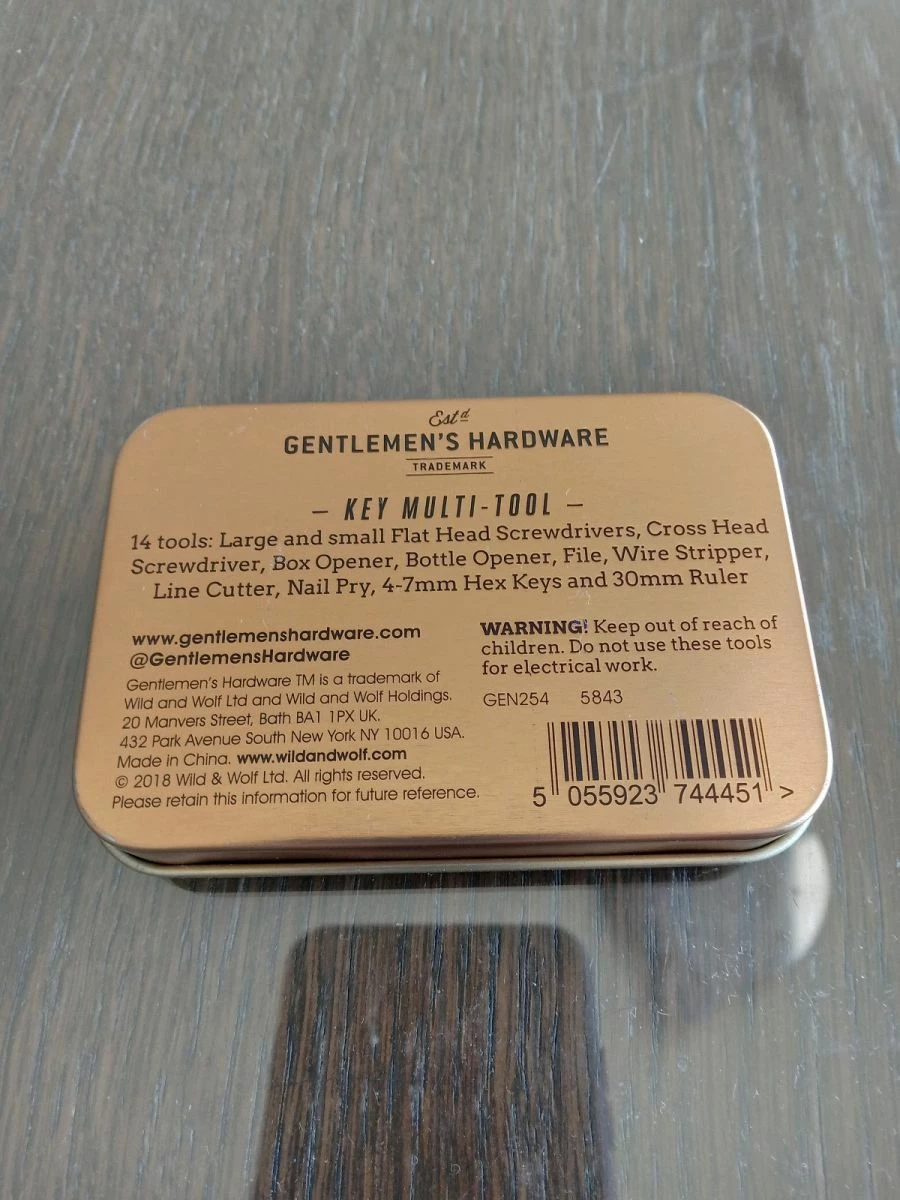 Estd
GENTLEMEN'S HARDWARE
TRADEMARK
– KEY MULTI-TOOL –
14 tools: Large and small Flat Head Screwdrivers, Cross Head
Screwdriver, Box Opener, Bottle Opener, File, Wire Stripper,
Line Cutter, Nail Pry, 4-7mm Hex Keys and 30mm Ruler
www.gentlemenshardware.com
@GentlemensHardware
Gentlemen's Hardware TM is a trademark of
Wild and Wolf Ltd and Wild and Wolf Holdings.
20 Manvers Street, Bath BA1 1PX UK.
432 Park Avenue South New York NY 10016 USA.
Made in China. www.wildandwolf.com
© 2018 Wild & Wolf Ltd. All rights reserved.
Please retain this information for future reference.
WARNING! Keep out of reach of
children. Do not use these tools
for electrical work.
GEN254 5843
5 055923 744451 >